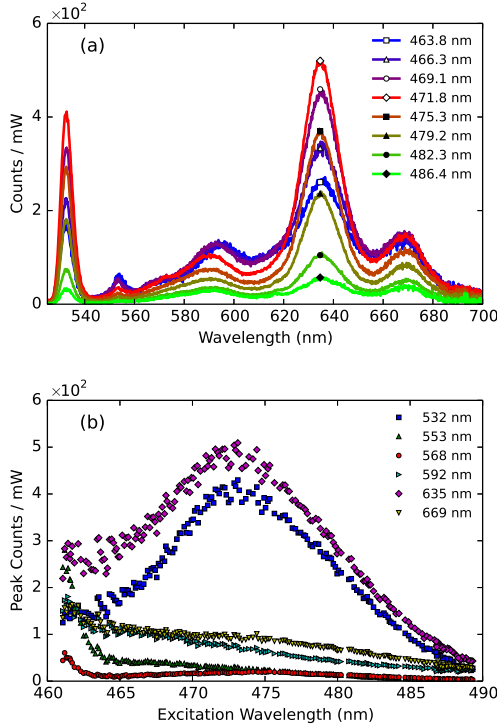 ×10²
(a)
463.8 nm
466.3 nm
469.1 nm
471.8 nm
475.3 nm
479.2 nm
482.3 nm
486.4 nm
6
4
2
0
Counts / mW
540 560 580 600 620 640 660 680 700
Wavelength (nm)
×10²
(b)
532 nm
553 nm
568 nm
592 nm
635 nm
669 nm
6
5
4
3
2
1
0
Peak Counts / mW
460 465 470 475 480 485 490
Excitation Wavelength (nm)